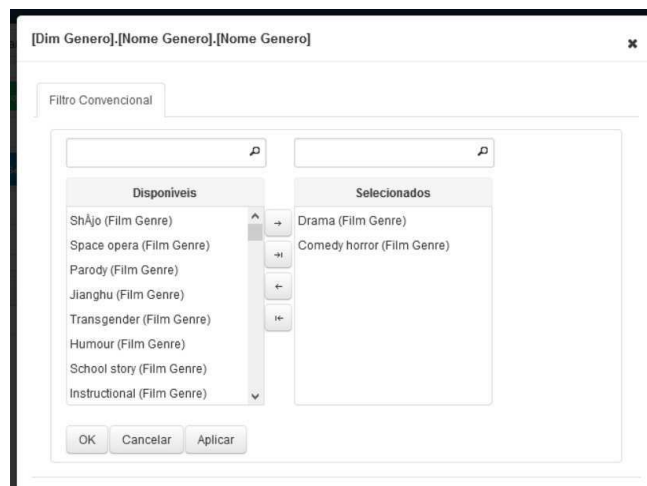 [Dim Genero].[Nome Genero].[Nome Genero]
Filtro Convencional
Disponíveis
Selecionados
ShÅjo (Film Genre)
Space opera (Film Genre)
Parody (Film Genre)
Jianghu (Film Genre)
Transgender (Film Genre)
Humour (Film Genre)
School story (Film Genre)
Instructional (Film Genre)
Drama (Film Genre)
Comedy horror (Film Genre)
OK Cancelar Aplicar